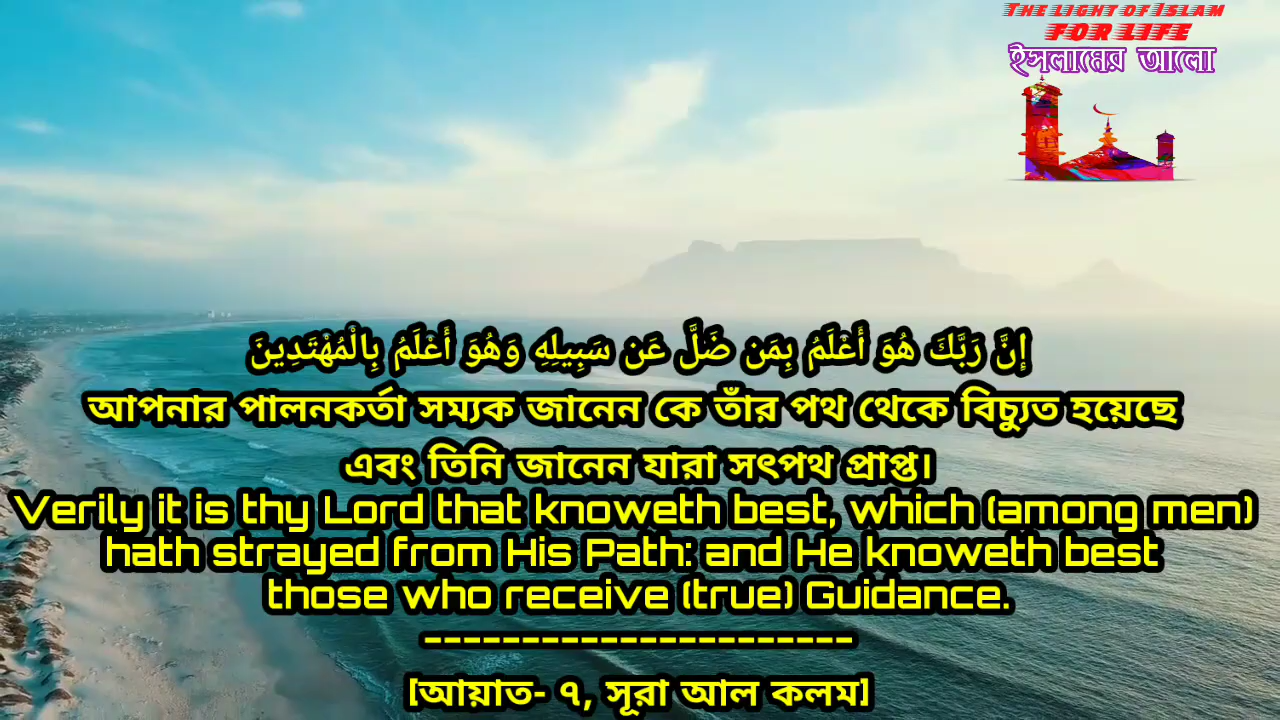 The light of Islam
FOR LIFE
ইসলামের আলো
إِنَّ رَبَّكَ هُوَ أَعْلَمُ بِمَن ضَلَّ عَن سَبِيلِهِ وَهُوَ أَعْلَمُ بِالْمُهْتَدِينَ
আপনার পালনকর্তা সম্যক জানেন কে তাঁর পথ থেকে বিচ্যুত হয়েছে
এবং তিনি জানেন যারা সৎপথ প্রাপ্ত।
Verily it is thy Lord that knoweth best, which (among men)
hath strayed from His Path: and He knoweth best
those who receive (true) Guidance.
----------------------
[আয়াত- ৭, সূরা আল কলম]